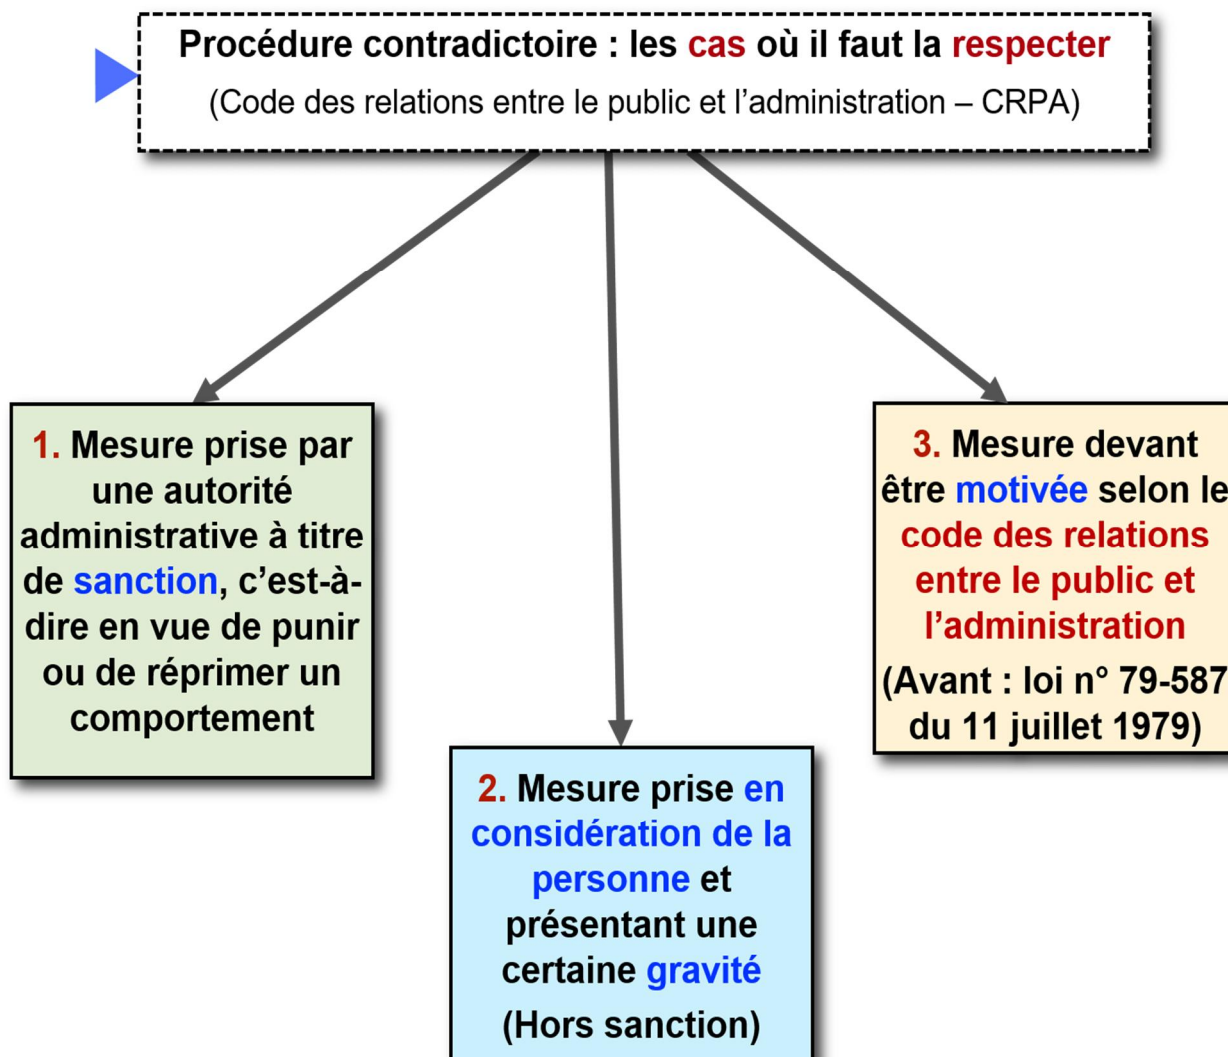 Procédure contradictoire : les cas où il faut la respecter
(Code des relations entre le public et l’administration – CRPA)
1. Mesure prise par
une autorité
administrative à titre
de sanction, c’est-à-
dire en vue de punir
ou de réprimer un
comportement
2. Mesure prise en
considération de la
personne et
présentant une
certaine gravité
(Hors sanction)
3. Mesure devant
être motivée selon le
code des relations
entre le public et
l’administration
(Avant : loi n° 79-587
du 11 juillet 1979)